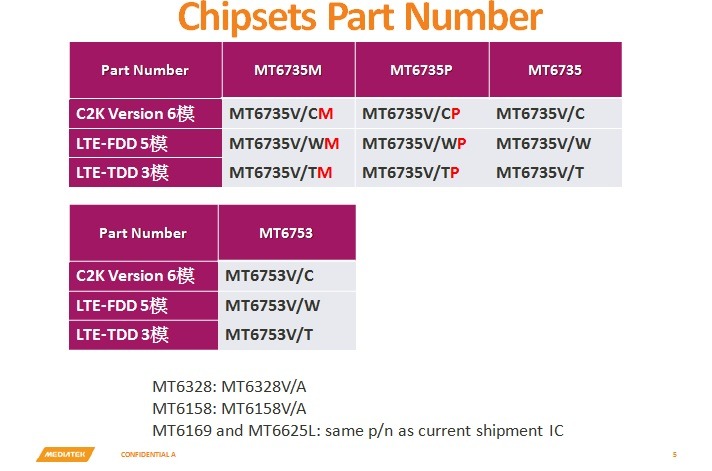 Chipsets Part Number
Part Number MT6735M MT6735P MT6735
C2K Version 6模 MT6735V/CM MT6735V/CP MT6735V/C
LTE-FDD 5模 MT6735V/WM MT6735V/WP MT6735V/W
LTE-TDD 3模 MT6735V/TM MT6735V/TP MT6735V/T
Part Number MT6753
C2K Version 6模 MT6753V/C
LTE-FDD 5模 MT6753V/W
LTE-TDD 3模 MT6753V/T
MT6328: MT6328V/A
MT6158: MT6158V/A
MT6169 and MT6625L: same p/n as current shipment IC
MEDIATEK CONFIDENTIAL A 5